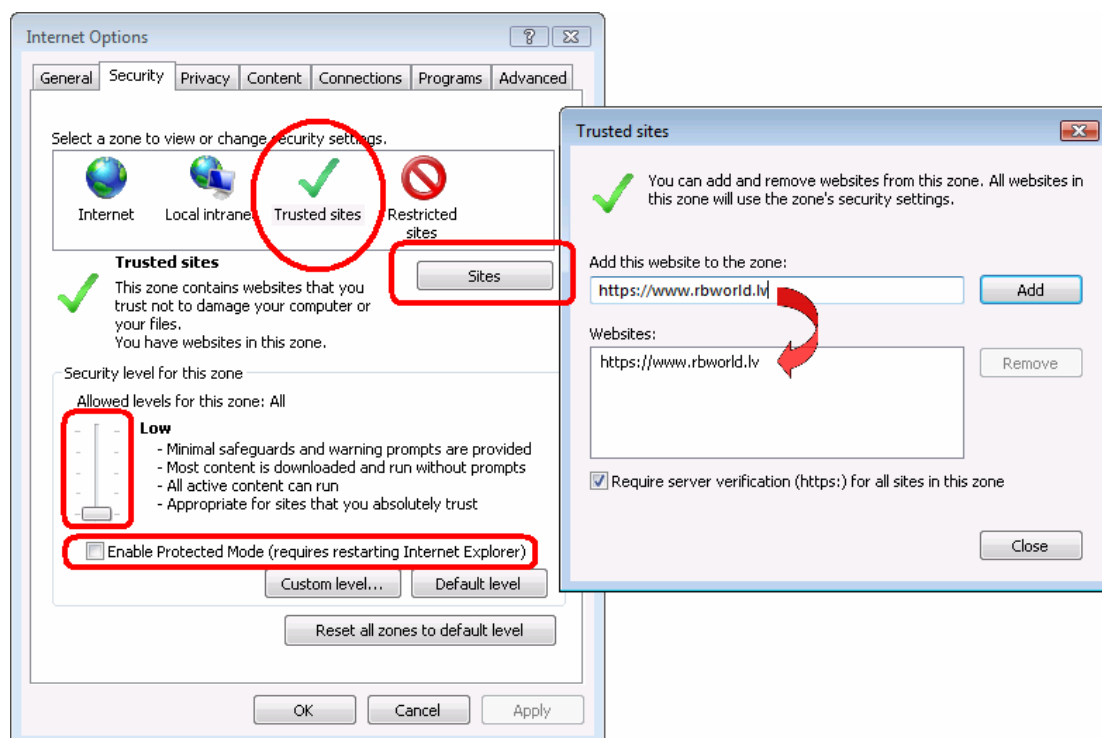 Internet Options
General Security Privacy Content Connections Programs Advanced
Select a zone to view or change security settings.
Internet
Local intranet
Trusted sites
Restricted
sites
Trusted sites
Sites
This zone contains websites that you
trust not to damage your computer or
your files.
You have websites in this zone.
Security level for this zone
Allowed levels for this zone: All
Low
- Minimal safeguards and warning prompts are provided
- Most content is downloaded and run without prompts
- All active content can run
- Appropriate for sites that you absolutely trust
Enable Protected Mode (requires restarting Internet Explorer)
Custom level... Default level
Reset all zones to default level
OK Cancel Apply
Trusted sites
You can add and remove websites from this zone. All websites in
this zone will use the zone's security settings.
Add this website to the zone:
https://www.rbworld.lv Add
Websites:
https://www.rbworld.lv Remove
Require server verification (https:) for all sites in this zone
Close